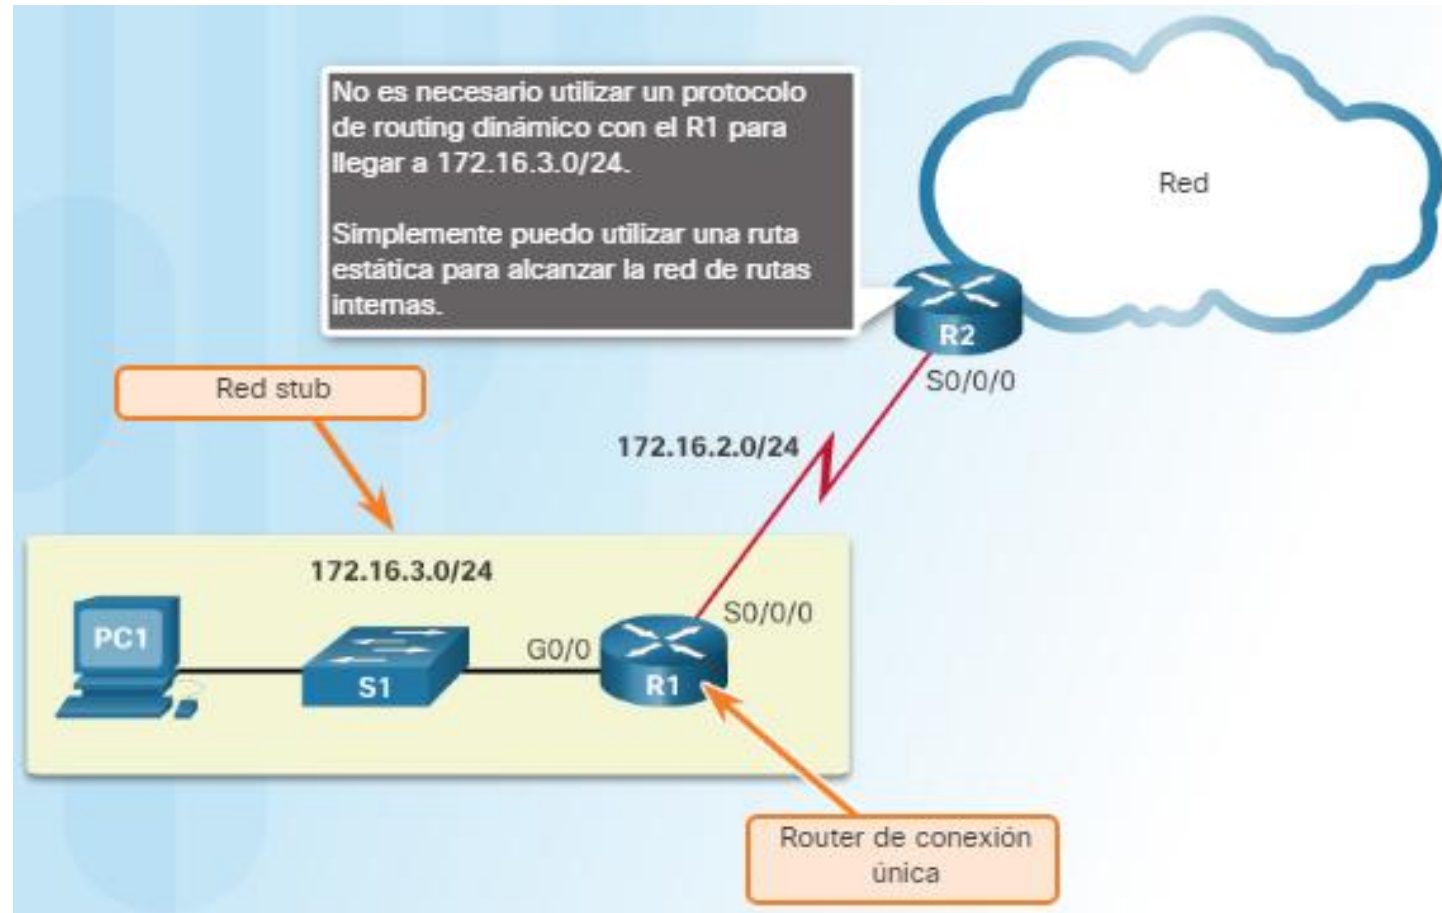 No es necesario utilizar un protocolo
de routing dinámico con el R1 para
llegar a 172.16.3.0/24.
Simplemente puedo utilizar una ruta
estática para alcanzar la red de rutas
internas.
Red
R2
S0/0/0
Red stub
172.16.2.0/24
172.16.3.0/24
S0/0/0
PC1
G0/0
S1
R1
Router de conexión
única